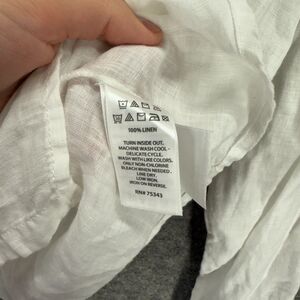 100% LINEN
TURN INSIDE OUT.
MACHINE WASH COOL -
DELICATE CYCLE.
WASH WITH LIKE COLORS.
ONLY NON-CHLORINE
BLEACH WHEN NEEDED .
LINE DRY.
LOW IRON.
IRON ON REVERSE.
RN# 75343